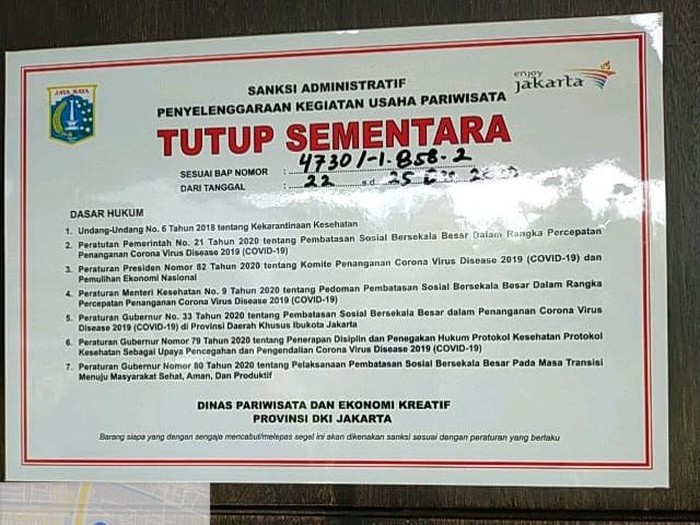 JAYA RAYA
enjoy
jakarta
SANKSI ADMINISTRATIF
PENYELENGGARAAN KEGIATAN USAHA PARIWISATA
TUTUP SEMENTARA
SESUAI BAP NOMOR : 4730/-1.858-2
DARI TANGGAL : 22 s.d 25
DASAR HUKUM
1. Undang-Undang No. 6 Tahun 2018 tentang Kekarantinaan Kesehatan
2. Peratutan Pemerintah No. 21 Tahun 2020 tentang Pembatasan Sosial Bersekala Besar Dalam Rangka Percepatan
Penanganan Corona Virus Disease 2019 (COVID-19)
3. Peraturan Presiden Nomor 82 Tahun 2020 tentang Komite Penanganan Corona Virus Disease 2019 (COVID-19) dan
Pemulihan Ekonomi Nasional
4. Peraturan Menteri Kesehatan No. 9 Tahun 2020 tentang Pedoman Pembatasan Sosial Bersekala Besar Dalam Rangka
Percepatan Penanganan Corona Virus Disease 2019 (COVID-19)
5. Peraturan Gubernur No. 33 Tahun 2020 tentang Pembatasan Sosial Bersekala Besar dalam Penanganan Corona Virus
Disease 2019 (COVID-19) di Provinsi Daerah Khusus Ibukota Jakarta
6. Peraturan Gubernur Nomor 79 Tahun 2020 tentang Penerapan Disiplin dan Penegakan Hukum Protokol Kesehatan Protokol
Kesehatan Sebagai Upaya Pencegahan dan Pengendalian Corona Virus Disease 2019 (COVID-19)
7. Peraturan Gubernur Nomor 80 Tahun 2020 tentang Pelaksanaan Pembatasan Sosial Bersekala Besar Pada Masa Transisi
Menuju Masyarakat Sehat, Aman, Dan Produktif
DINAS PARIWISATA DAN EKONOMI KREATIF
PROVINSI DKI JAKARTA
Barang siapa yang dengan sengaja mencabut/melepas segel ini akan dikenakan sanksi sesuai dengan peraturan yang berlaku